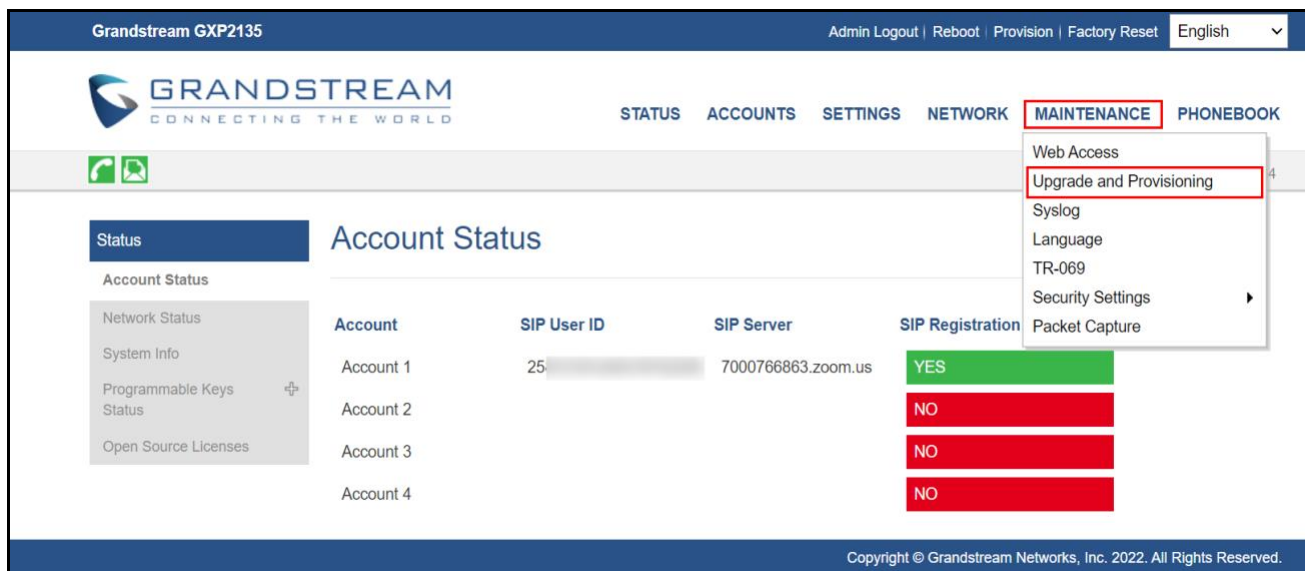 Grandstream GXP2135
Admin Logout | Reboot | Provision | Factory Reset English
GRANDSTREAM
CONNECTING THE WORLD
STATUS ACCOUNTS SETTINGS NETWORK MAINTENANCE PHONEBOOK
Web Access
Upgrade and Provisioning
Syslog
Language
TR-069
Security Settings
Packet Capture
4
Status
Account Status
Network Status
System Info
Programmable Keys
Status
Open Source Licenses
Account Status
Account SIP User ID SIP Server SIP Registration
Account 1 25 7000766863.zoom.us YES
Account 2 NO
Account 3 NO
Account 4 NO
Copyright © Grandstream Networks, Inc. 2022. All Rights Reserved.